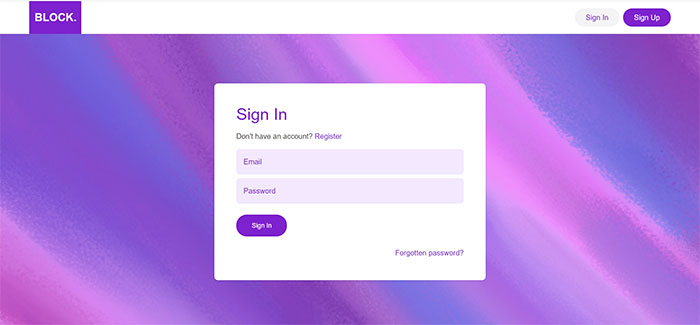 BLOCK.
Sign In
Sign Up
Sign In
Don't have an account? Register
Email
Password
Sign In
Forgotten password?